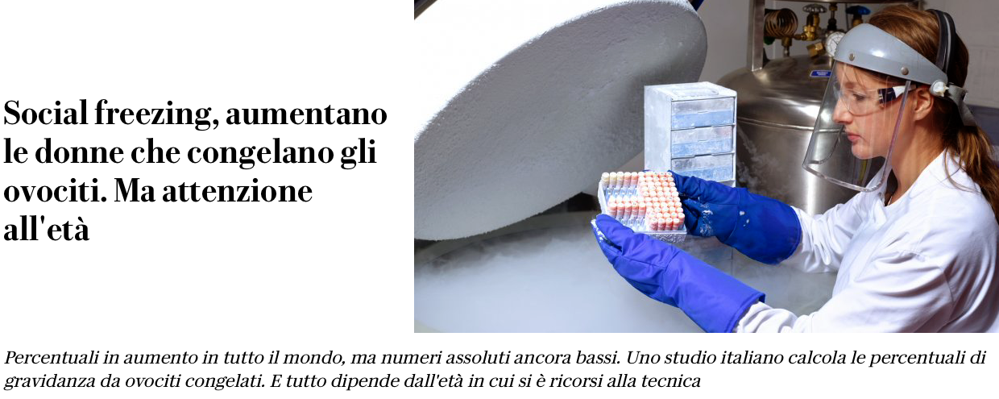 Social freezing, aumentano
le donne che congelano gli
ovociti. Ma attenzione
all'età
Percentuali in aumento in tutto il mondo, ma numeri assoluti ancora bassi. Uno studio italiano calcola le percentuali di
gravidanza da ovociti congelati. E tutto dipende dall'età in cui si è ricorsi alla tecnica